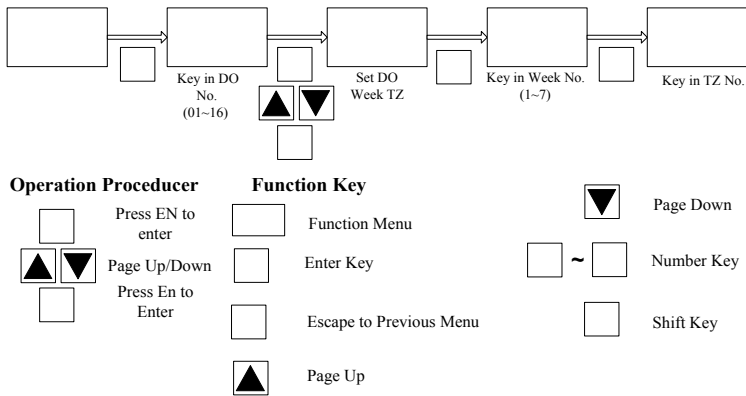 Key in DO
No.
(01~16)
Set DO
Week TZ
Key in Week No.
(1~7)
Key in TZ No.
Operation Proceducer
Press EN to
enter
Page Up/Down
Press En to
Enter
Function Key
Function Menu
Enter Key
Escape to Previous Menu
Page Up
Page Down
~
Number Key
Shift Key